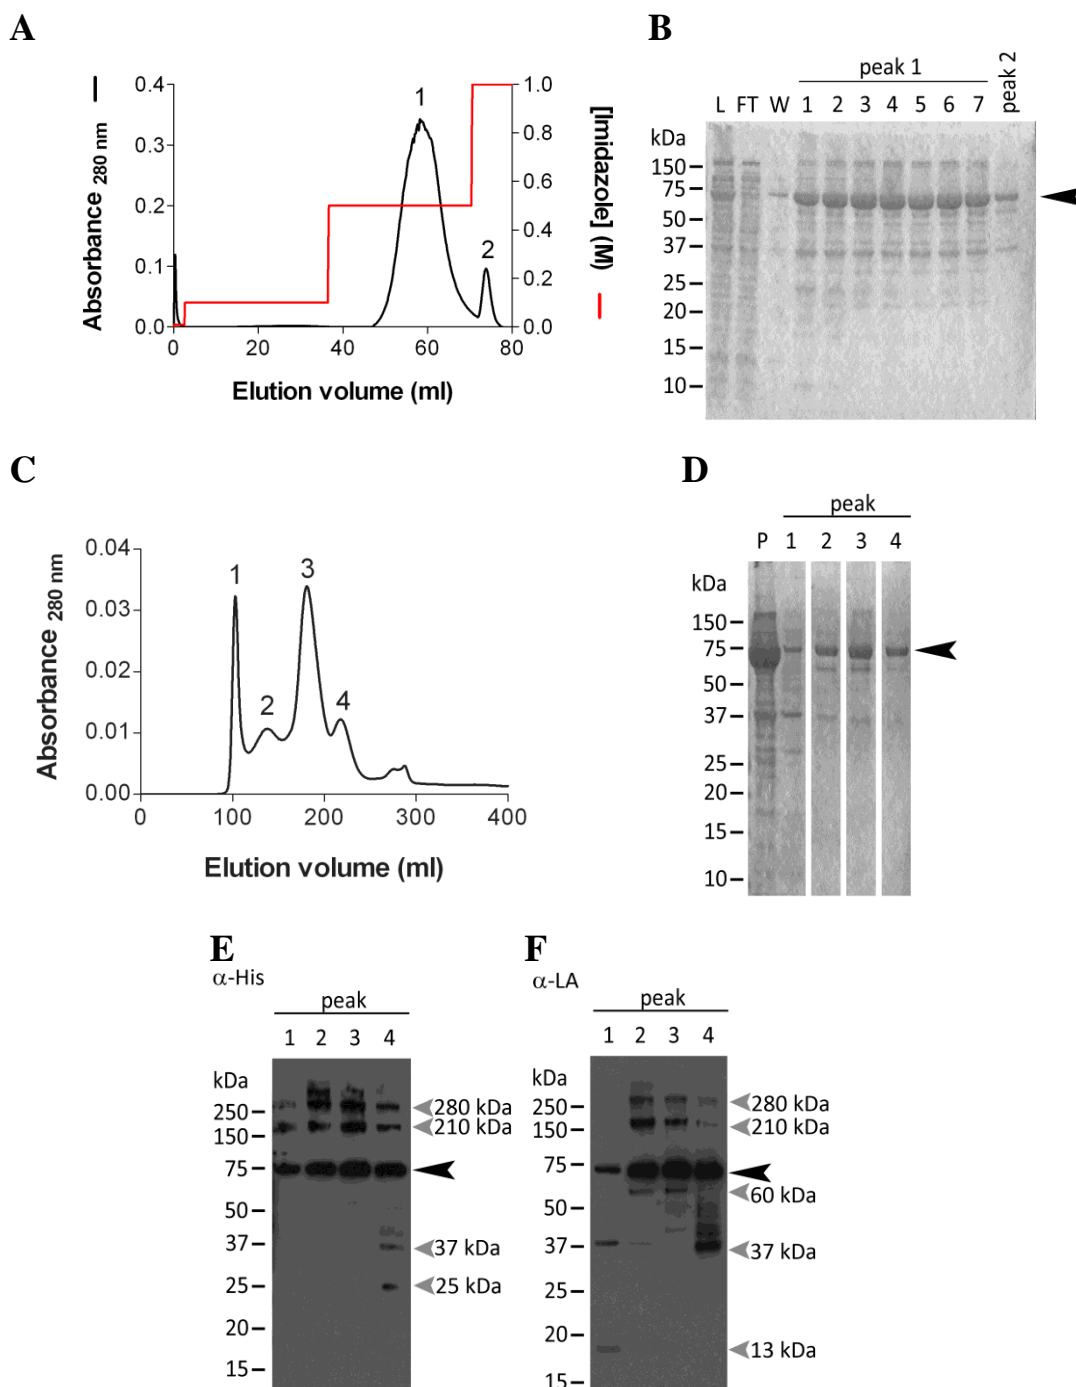 A
Absorbance 280 nm
0.4
0.3
0.2
0.1
0.0
1
2
1.0
0.8
0.6
0.4
0.2
0.0
[Imidazole] (M)
0 20 40 60 80
Elution volume (ml)
B
peak 1
peak 2
L FT W 1 2 3 4 5 6 7
kDa
150
75
50
37
25
20
15
10
C
Absorbance 280 nm
0.04
0.03
0.02
0.01
0.00
1
2
3
4
0 100 200 300 400
Elution volume (ml)
D
peak
P 1 2 3 4
kDa
150
75
50
37
25
20
15
10
E
α-His
peak
1 2 3 4
kDa
250
150
75
50
37
25
20
15
280 kDa
210 kDa
37 kDa
25 kDa
F
α-LA
peak
1 2 3 4
kDa
250
150
75
50
37
25
20
15
280 kDa
210 kDa
60 kDa
37 kDa
13 kDa